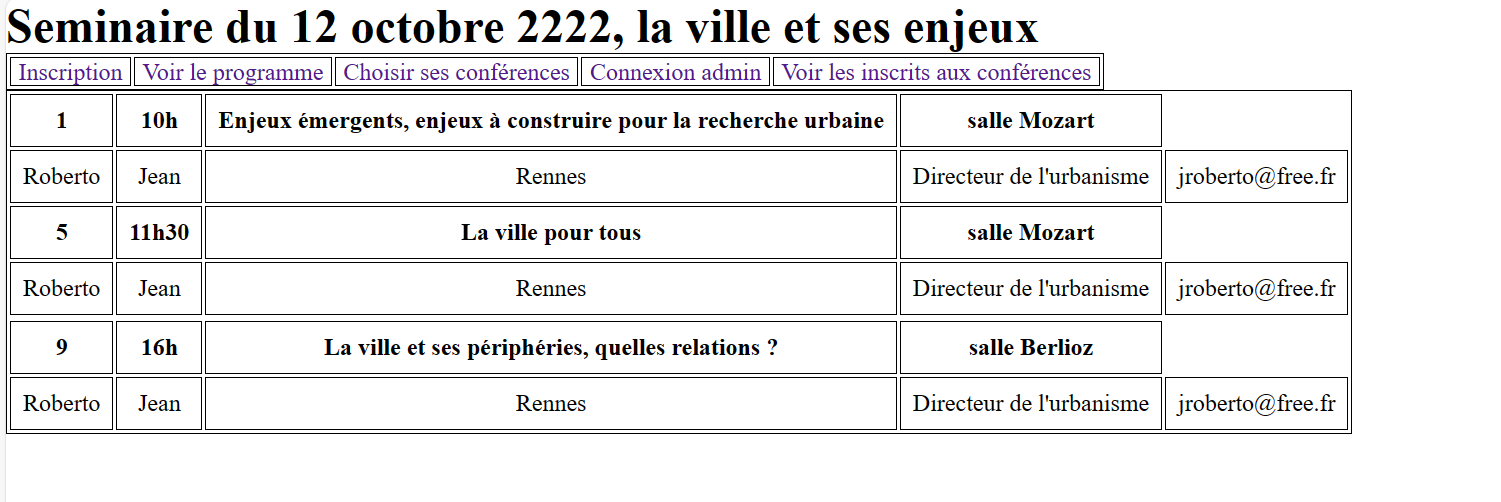 Seminaire du 12 octobre 2222, la ville et ses enjeux
Inscription Voir le programme Choisir ses conférences Connexion admin Voir les inscrits aux conférences
1 10h Enjeux émergents, enjeux à construire pour la recherche urbaine salle Mozart
Roberto Jean Rennes Directeur de l'urbanisme jroberto@free.fr
5 11h30 La ville pour tous salle Mozart
Roberto Jean Rennes Directeur de l'urbanisme jroberto@free.fr
9 16h La ville et ses périphéries, quelles relations ? salle Berlioz
Roberto Jean Rennes Directeur de l'urbanisme jroberto@free.fr